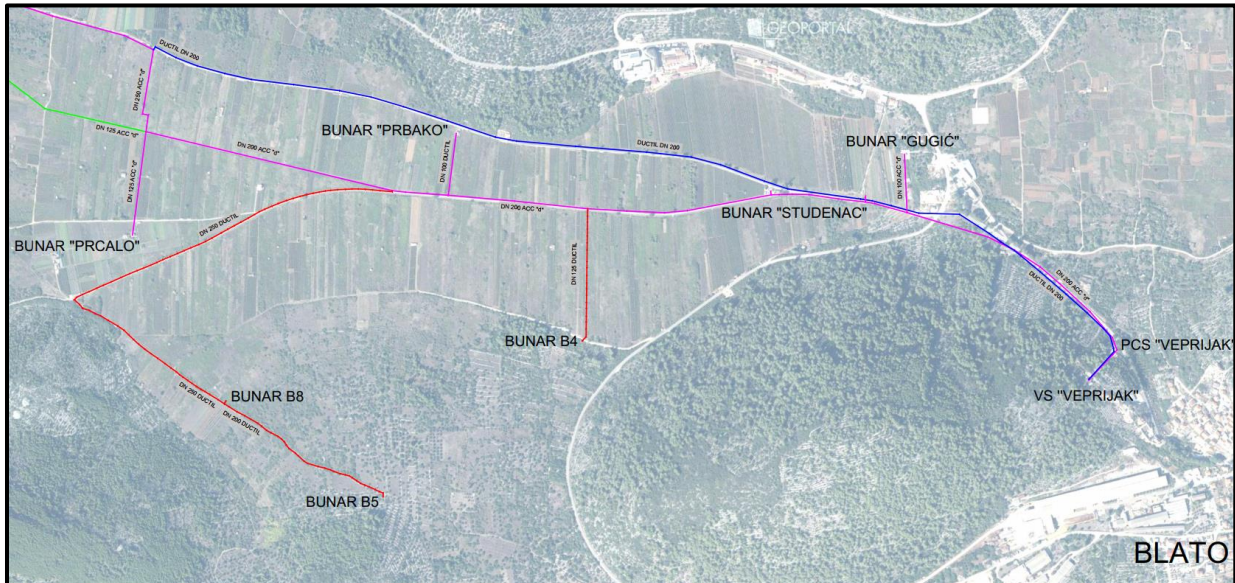 GEOPORTAL
DUCTIL DN 200
DN 250 ACC "d"
DN 125 ACC "d"
BUNAR "PRBAKO"
DUCTIL DN 200
BUNAR "GUGIĆ"
DN 200 ACC "d"
DN 125 ACC "d"
DN 100 DUCTIL
DN 100 ACC "d"
DN 200 ACC "d"
BUNAR "STUDENAC"
DN 250 DUCTIL
BUNAR "PRCALO"
DN 125 DUCTIL
DN 200 ACC "d"
DUCTIL DN 200
BUNAR B4
PCS "VEPRIJAK"
VS "VEPRIJAK"
DN 250 DUCTIL
BUNAR B8
DN 200 DUCTIL
BUNAR B5
BLATO